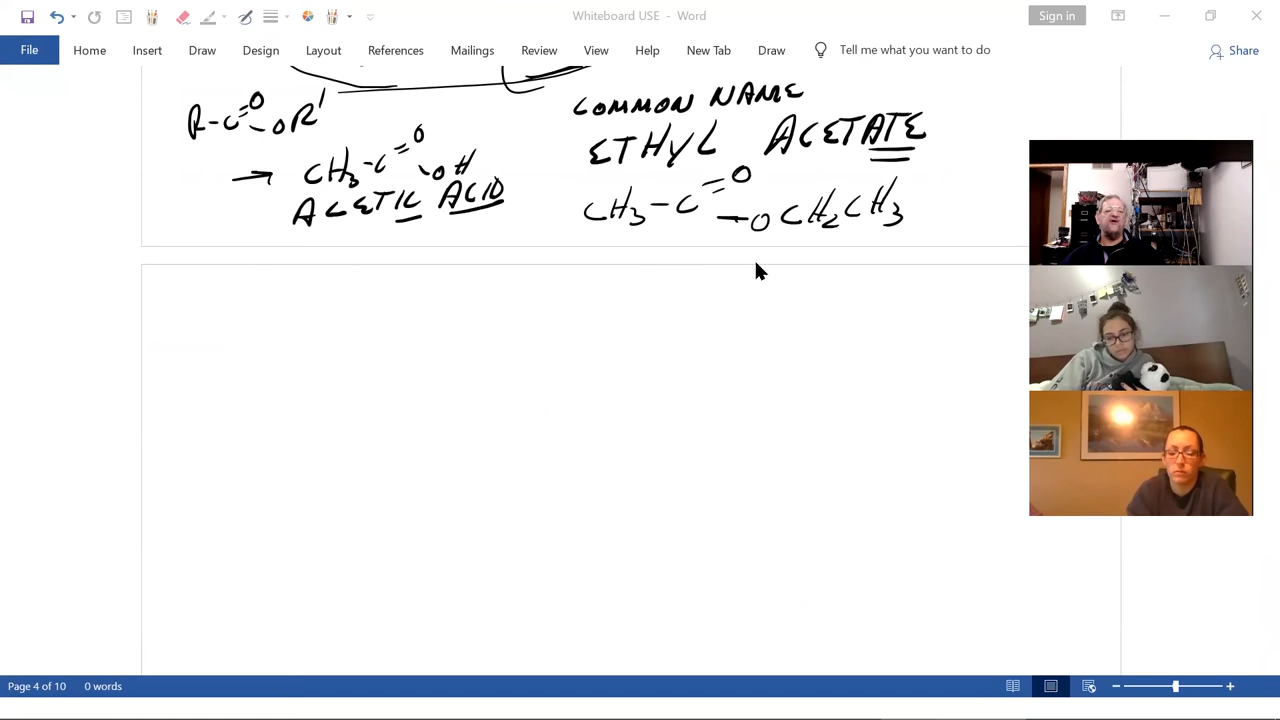 Whiteboard USE - Word
Sign in
File Home Insert Draw Design Layout References Mailings Review View Help New Tab Draw Tell me what you want to do Share
R-C=O-OR'
COMMON NAME
ETHYL ACETATE
→ CH3-C=O-OH
ACETIC ACID
CH3-C=O-OCH2CH3
Page 4 of 10 0 words